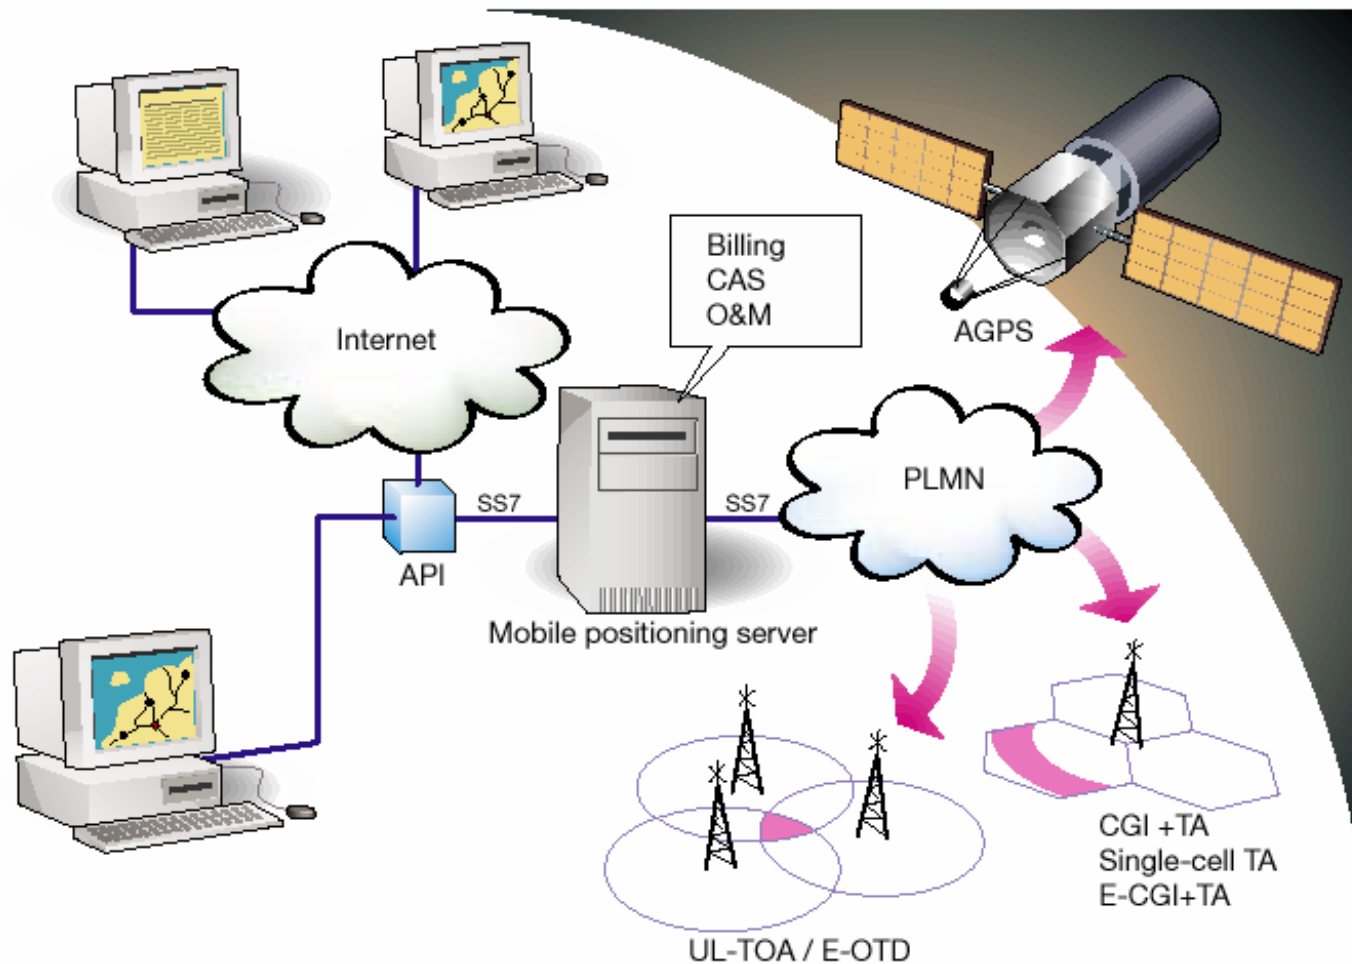 Billing
CAS
O&M
Internet
AGPS
PLMN
SS7
SS7
API
Mobile positioning server
CGI +TA
Single-cell TA
E-CGI+TA
UL-TOA / E-OTD